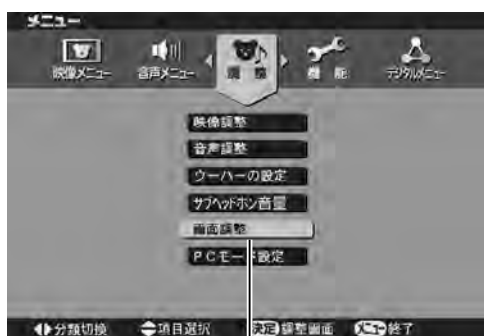 メニュー
映像メニュー 音声メニュー 調整 機能 デジタルメニュー
映像調整
音声調整
ウーハーの設定
サブヘッドホン音量
画面調整
PCモード設定
分類切換 項目選択 決定 調整画面 メニュー 終了